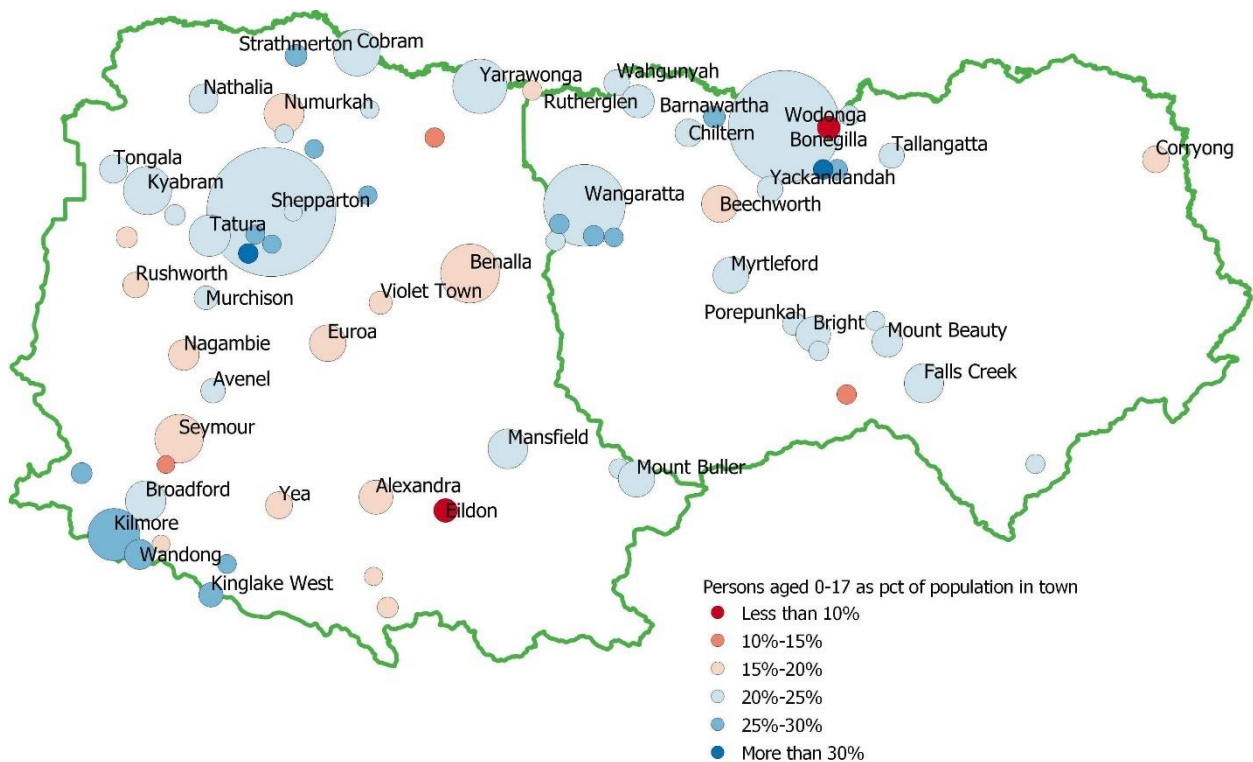 Strathmerton
Cobram
Nathalia
Numurkah
Yarrawonga
Rutherglen
Wahgunyah
Barnawartha
Chiltern
Wodonga
Bonegilla
Tallangatta
Corryong
Tongala
Kyabram
Shepparton
Tatura
Wangaratta
Yackandandah
Beechworth
Rushworth
Murchison
Violet Town
Benalla
Myrtleford
Nagambie
Euroa
Porepunkah
Bright
Mount Beauty
Avenel
Falls Creek
Seymour
Mansfield
Mount Buller
Broadford
Yea
Alexandra
Eildon
Kilmore
Wandong
Kinglake West
Persons aged 0-17 as pct of population in town
Less than 10%
10%-15%
15%-20%
20%-25%
25%-30%
More than 30%